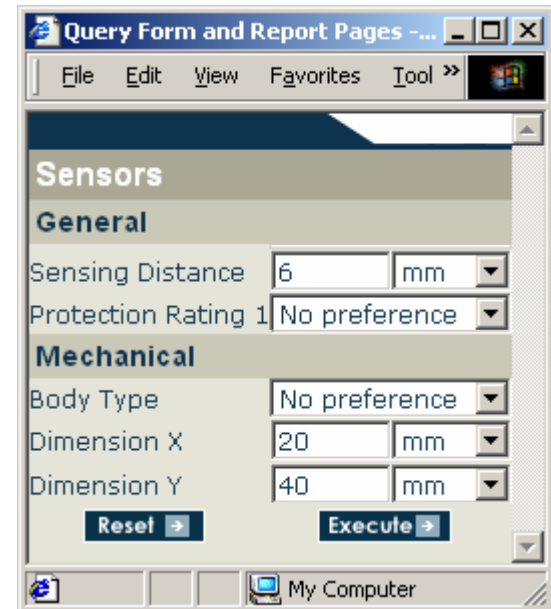 Query Form and Report Pages -...
File Edit View Favorites Tool »
Sensors
General
Sensing Distance 6 mm
Protection Rating 1 No preference
Mechanical
Body Type No preference
Dimension X 20 mm
Dimension Y 40 mm
Reset Execute
My Computer